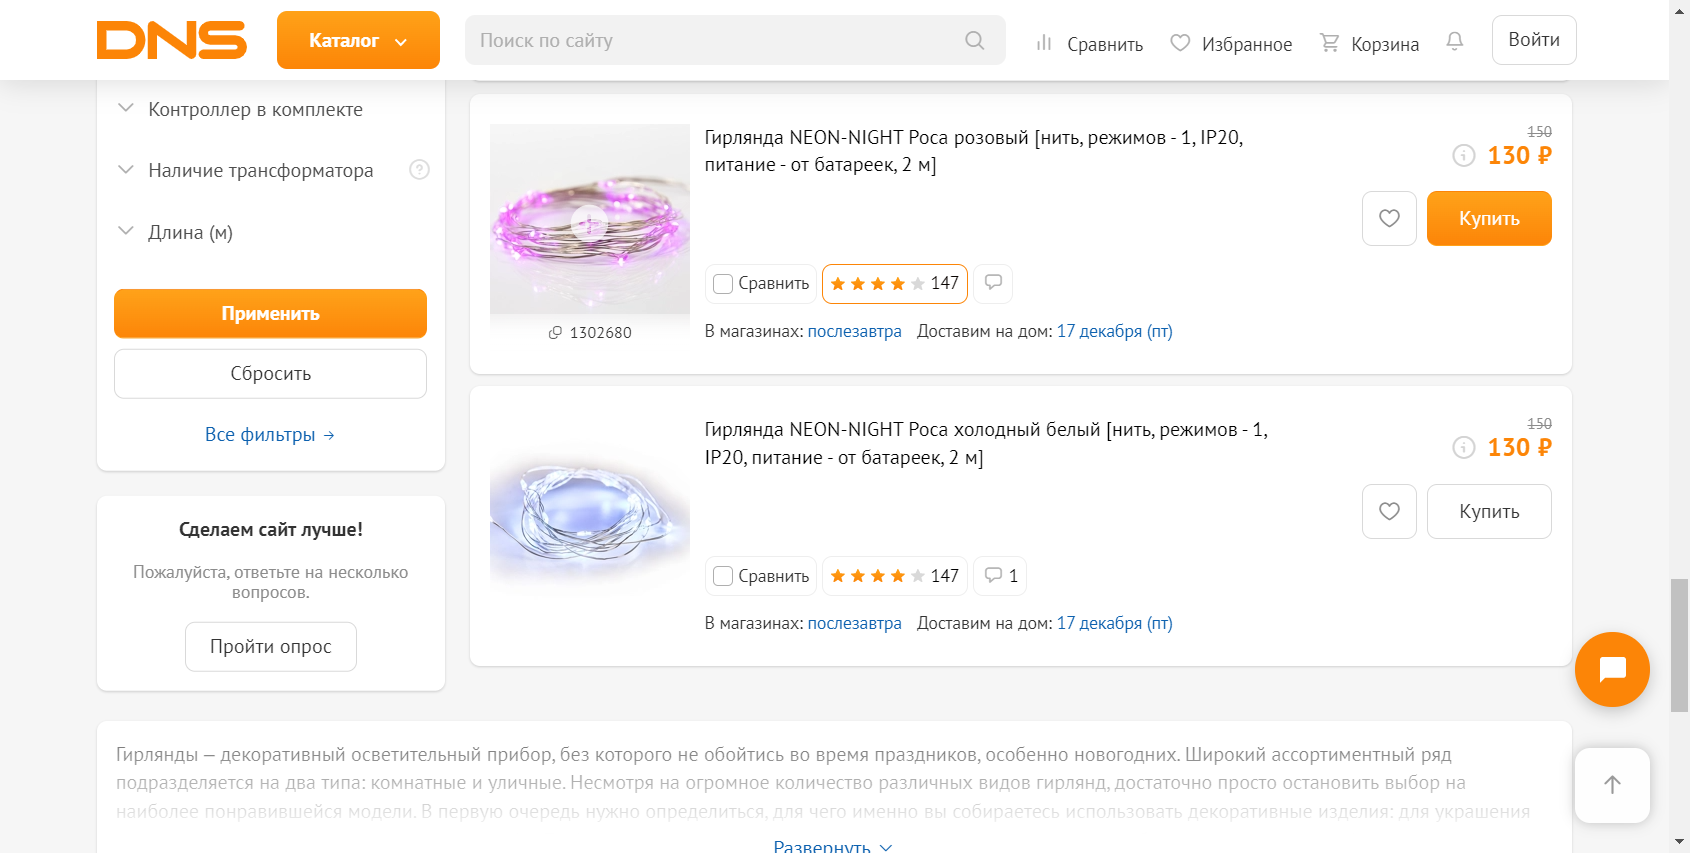 DNS
Каталог
Поиск по сайту
Сравнить
Избранное
Корзина
Войти
Контроллер в комплекте
Наличие трансформатора
?
Длина (м)
Применить
Сбросить
Все фильтры →
Сделаем сайт лучше!
Пожалуйста, ответьте на несколько
вопросов.
Пройти опрос
Гирлянда NEON-NIGHT Роса розовый [нить, режимов - 1, IP20,
питание - от батареек, 2 м]
150
130 ₽
Купить
Сравнить
147
1302680
В магазинах: послезавтра Доставим на дом: 17 декабря (пт)
Гирлянда NEON-NIGHT Роса холодный белый [нить, режимов - 1,
IP20, питание - от батареек, 2 м]
150
130 ₽
Купить
Сравнить
147
1
В магазинах: послезавтра Доставим на дом: 17 декабря (пт)
Гирлянды — декоративный осветительный прибор, без которого не обойтись во время праздников, особенно новогодних. Широкий ассортиментный ряд
подразделяется на два типа: комнатные и уличные. Несмотря на огромное количество различных видов гирлянд, достаточно просто остановить выбор на
наиболее понравившейся модели. В первую очередь нужно определиться, для чего именно вы собираетесь использовать декоративные изделия: для украшения
Развернуть